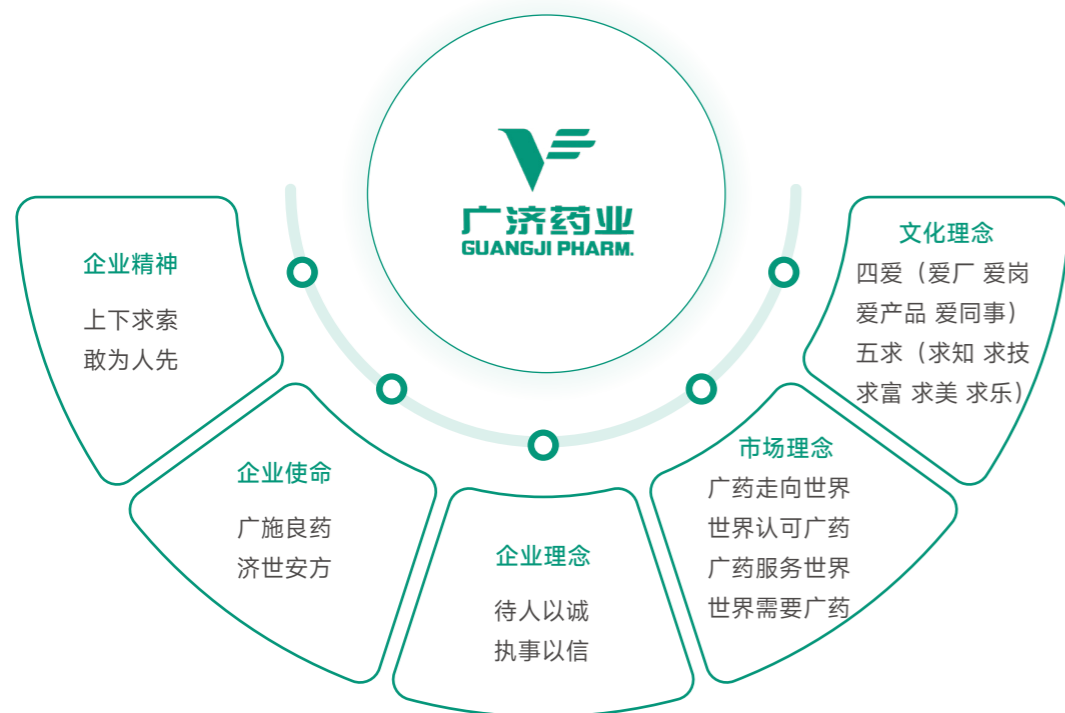 广济药业
GUANGJI PHARM.
企业精神
上下求索
敢为人先
企业使命
广施良药
济世安方
企业理念
待人以诚
执事以信
市场理念
广药走向世界
世界认可广药
广药服务世界
世界需要广药
文化理念
四爱（爱厂 爱岗
爱产品 爱同事）
五求（求知 求技
求富 求美 求乐）